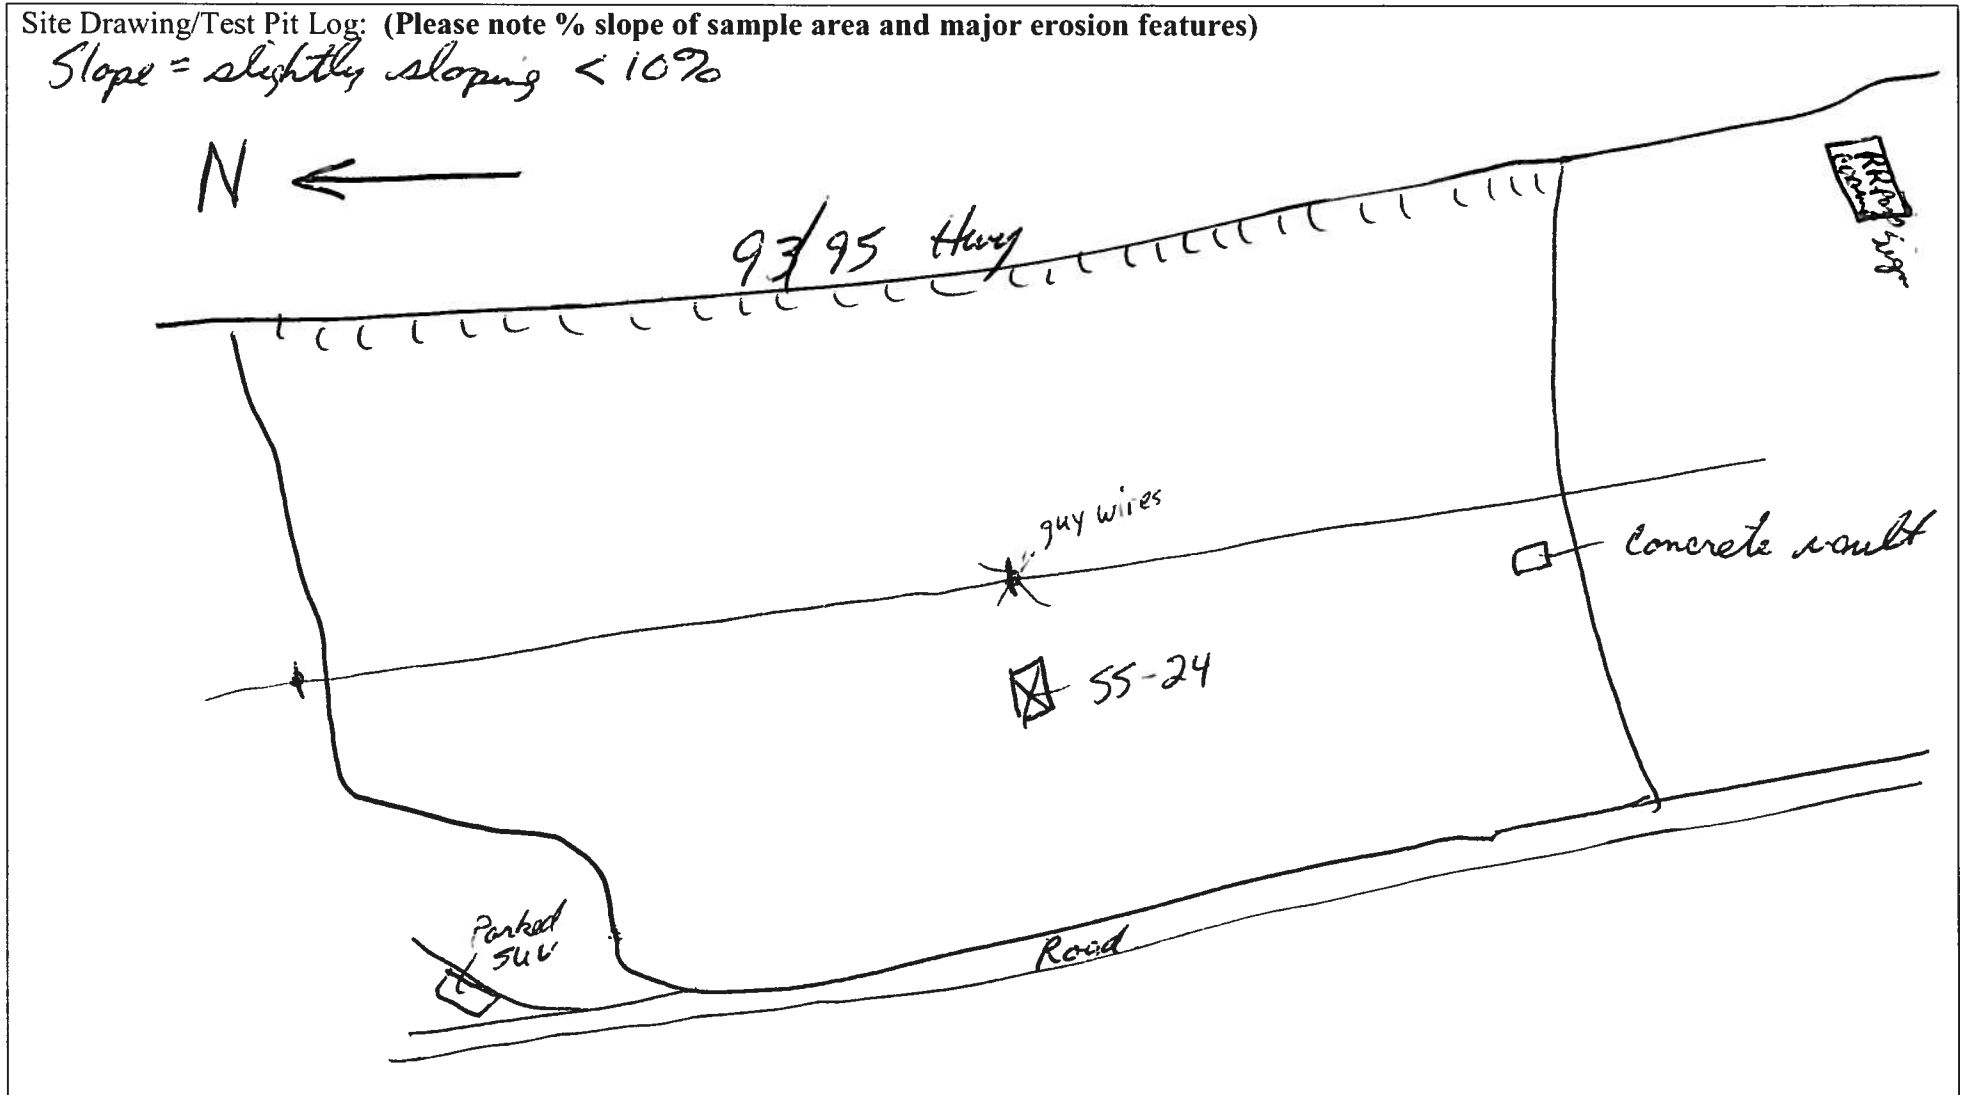 Site Drawing/Test Pit Log: (Please note % slope of sample area and major erosion features)
Slope = slightly sloping < 10%
N
93/95 Hwy
guy wires
concrete vault
SS-24
Parked
SUV
Road